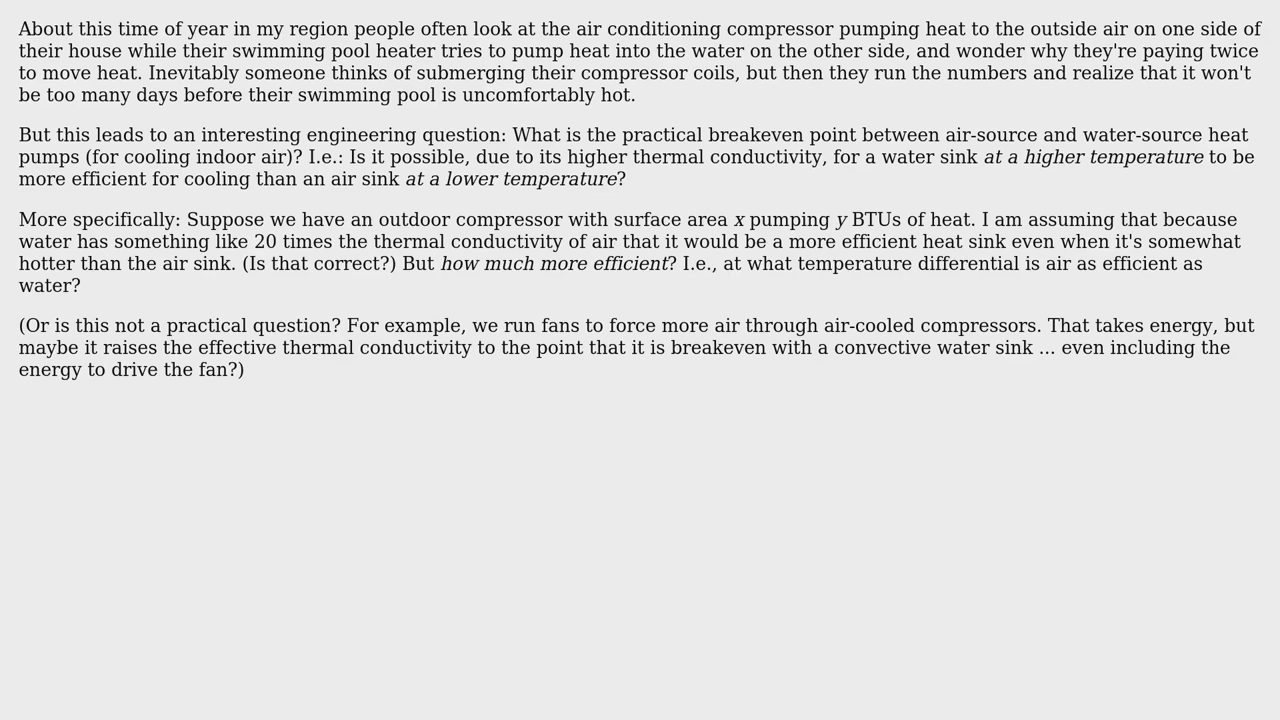 About this time of year in my region people often look at the air conditioning compressor pumping heat to the outside air on one side of
their house while their swimming pool heater tries to pump heat into the water on the other side, and wonder why they're paying twice
to move heat. Inevitably someone thinks of submerging their compressor coils, but then they run the numbers and realize that it won't
be too many days before their swimming pool is uncomfortably hot.
But this leads to an interesting engineering question: What is the practical breakeven point between air-source and water-source heat
pumps (for cooling indoor air)? I.e.: Is it possible, due to its higher thermal conductivity, for a water sink at a higher temperature to be
more efficient for cooling than an air sink at a lower temperature?
More specifically: Suppose we have an outdoor compressor with surface area x pumping y BTUs of heat. I am assuming that because
water has something like 20 times the thermal conductivity of air that it would be a more efficient heat sink even when it's somewhat
hotter than the air sink. (Is that correct?) But how much more efficient? I.e., at what temperature differential is air as efficient as
water?
(Or is this not a practical question? For example, we run fans to force more air through air-cooled compressors. That takes energy, but
maybe it raises the effective thermal conductivity to the point that it is breakeven with a convective water sink ... even including the
energy to drive the fan?)